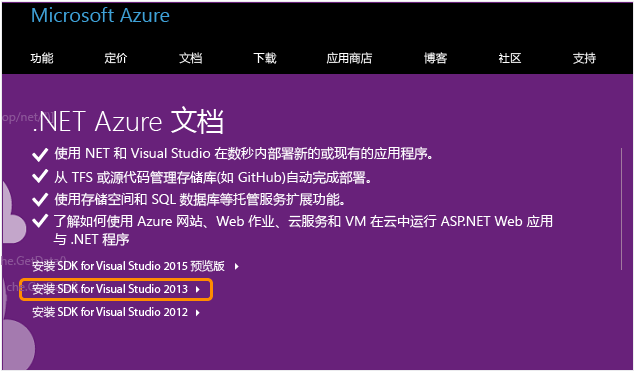 Microsoft Azure
功能 定价 文档 下载 应用商店 博客 社区 支持
.NET Azure 文档
使用 NET 和 Visual Studio 在数秒内部署新的或现有的应用程序。
从 TFS 或源代码管理存储库(如 GitHub)自动完成部署。
使用存储空间和 SQL 数据库等托管服务扩展功能。
了解如何使用 Azure 网站、Web 作业、云服务和 VM 在云中运行 ASP.NET Web 应用
与 .NET 程序
安装 SDK for Visual Studio 2015 预览版
安装 SDK for Visual Studio 2013
安装 SDK for Visual Studio 2012